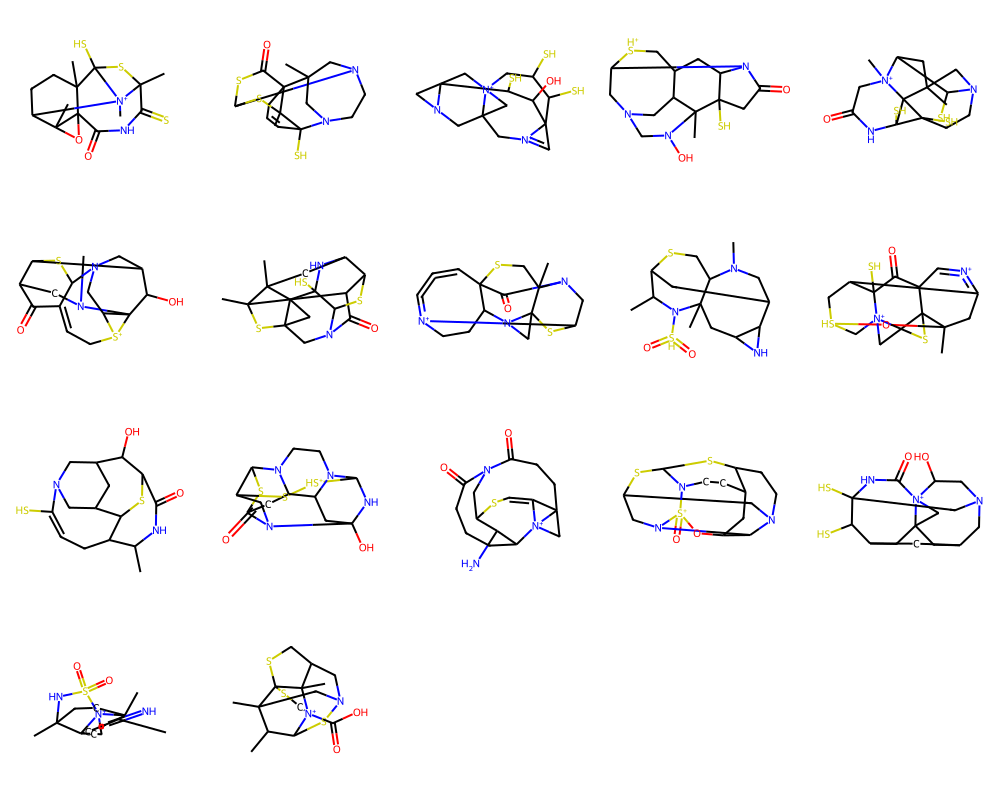 HS S N⁺ S NH O O
O S S N N SH
SH SH OH SH N⁺ N N
H⁺ S N O N N SH OH
N⁺ N O N H SH SH SH
S N C N O OH S⁺
HN C HS S N O
S O N N⁺ N S
S N N O S H O NH
O SH N⁺ N⁺ HS O S
OH N HS S O NH
N N HS⁺ S S C NH N O OH
O O N S N⁺ H₂N
S S N C C S⁺ N N O O
HO O HN N⁺ HS N HS C
O O S HN C N NH C
S S C N N⁺ OH S O